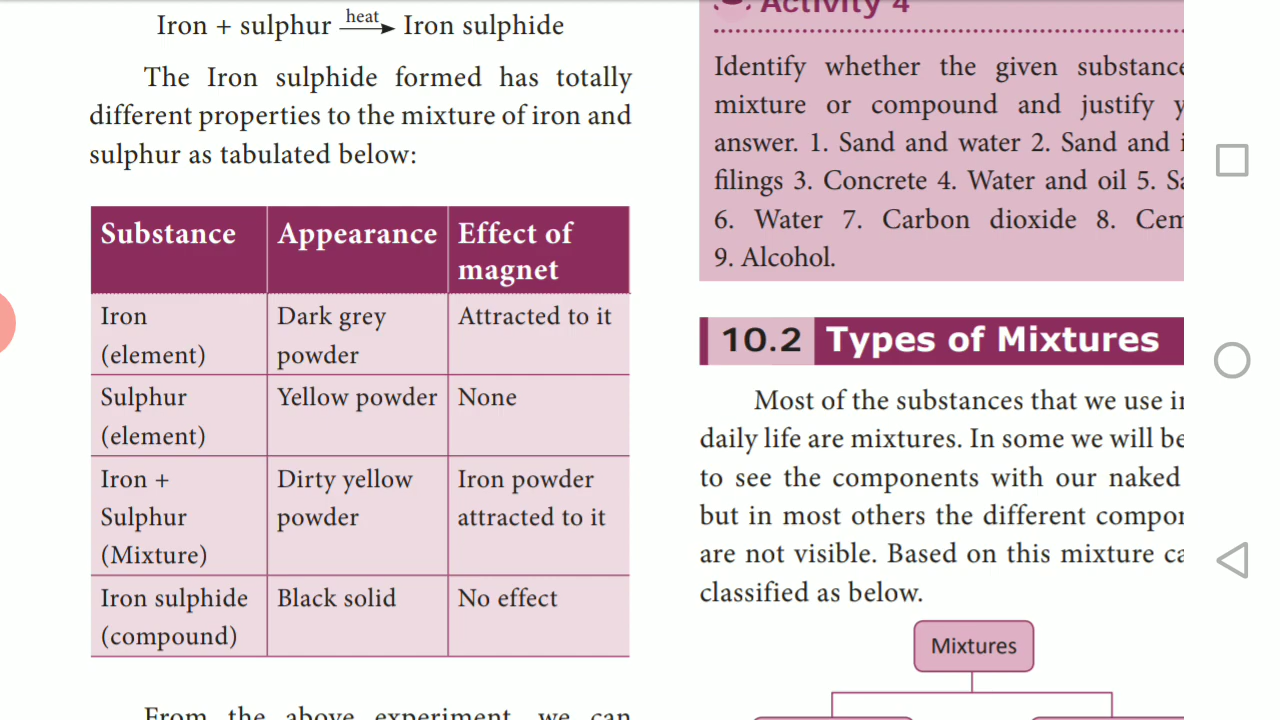 Iron + sulphur heat Iron sulphide
The Iron sulphide formed has totally
different properties to the mixture of iron and
sulphur as tabulated below:
Substance Appearance Effect of
magnet
Iron Dark grey Attracted to it
(element) powder
Sulphur Yellow powder None
(element)
Iron + Dirty yellow Iron powder
Sulphur powder attracted to it
(Mixture)
Iron sulphide Black solid No effect
(compound)
From the above experiment, we can
Activity 4
Identify whether the given substance
mixture or compound and justify y
answer. 1. Sand and water 2. Sand and i
filings 3. Concrete 4. Water and oil 5. Sa
6. Water 7. Carbon dioxide 8. Cem
9. Alcohol.
10.2 Types of Mixtures
Most of the substances that we use in
daily life are mixtures. In some we will be
to see the components with our naked
but in most others the different compon
are not visible. Based on this mixture ca
classified as below.
Mixtures